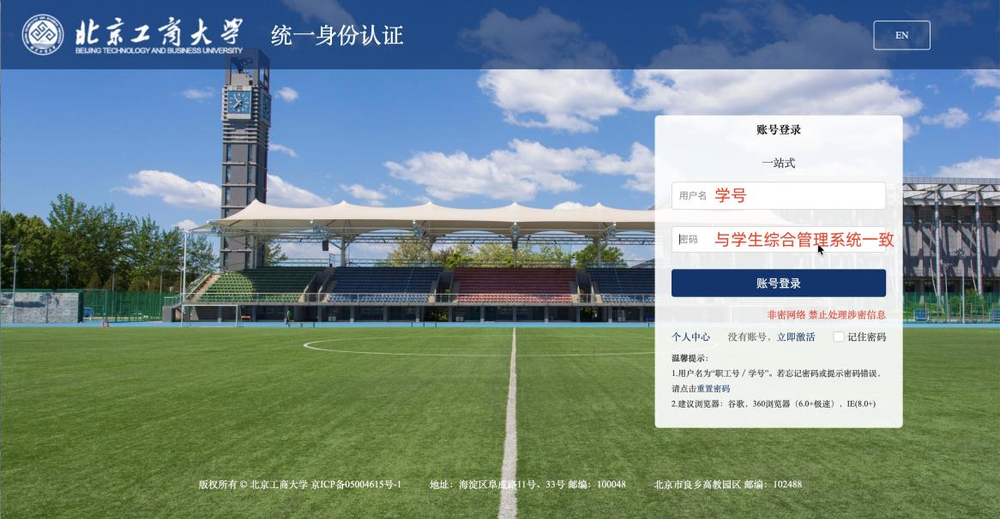 北京工商大学
BEIJING TECHNOLOGY AND BUSINESS UNIVERSITY
统一身份认证
EN
账号登录
一站式
用户名 学号
密码 与学生综合管理系统一致
账号登录
非密网络 禁止处理涉密信息
个人中心 没有账号，立即激活 记住密码
温馨提示：
1.用户名为“职工号 / 学号”。若忘记密码或提示密码错误，
请点击重置密码
2.建议浏览器：谷歌，360浏览器（6.0+极速），IE(8.0+)
版权所有 © 北京工商大学 京ICP备05004615号-1 地址：海淀区阜成路11号、33号 邮编：100048 北京市良乡高教园区 邮编：102488